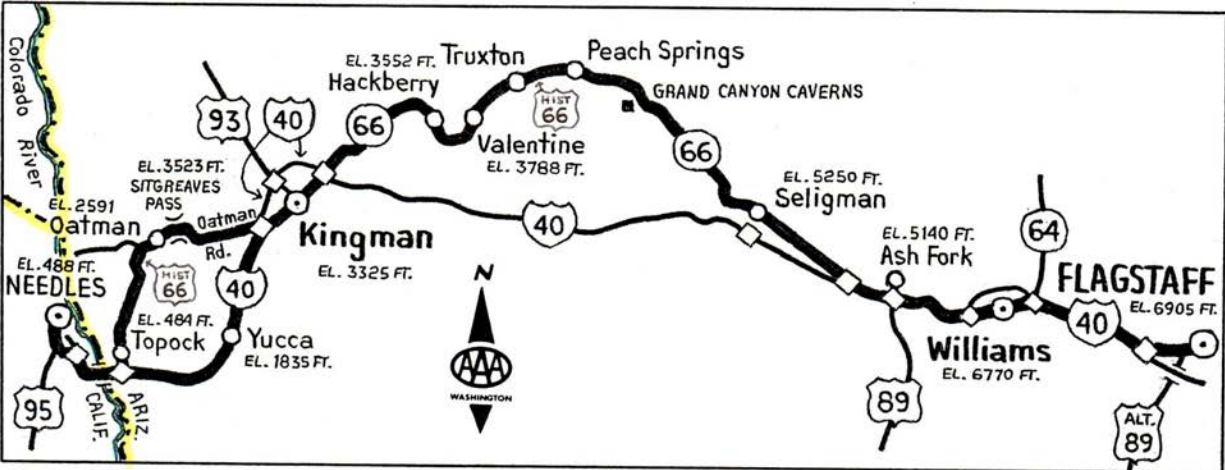 Colorado
River
93
40
66
EL. 3552 FT.
Hackberry
Truxton
Peach Springs
HIST
66
GRAND CANYON CAVERNS
Valentine
EL. 3788 FT.
66
EL. 5250 FT.
Seligman
EL. 3523 FT.
SITGREAVES
PASS
EL. 2591
Oatman
Oatman
Rd.
Kingman
EL. 3325 FT.
40
EL. 5140 FT.
Ash Fork
64
FLAGSTAFF
EL. 6905 FT.
EL. 488 FT.
NEEDLES
HIST
66
EL. 484 FT.
Topock
40
Yucca
EL. 1835 FT.
N
AAA
WASHINGTON
Williams
EL. 6770 FT.
40
95
CALIF.
ARIZ.
89
ALT.
89